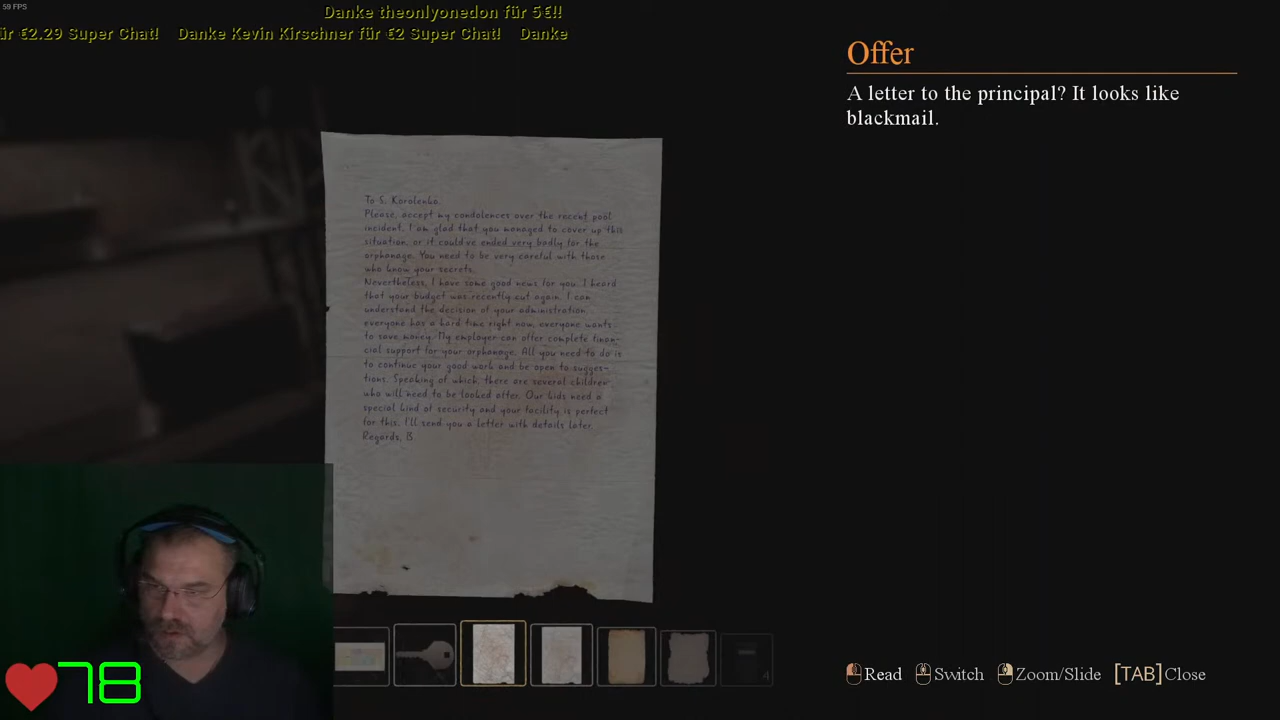 59 FPS
Danke theonlyonedon für 5€!!
ür €2.29 Super Chat! Danke Kevin Kirschner für €2 Super Chat! Danke
Offer
A letter to the principal? It looks like
blackmail.
To S. Korolenko.
Please, accept my condolences over the recent pool
incident. I am glad that you managed to cover up this
situation, or it could've ended very badly for the
orphanage. You need to be very careful with those
who know your secrets.
Nevertheless, I have some good news for you. I heard
that your budget was recently cut again. I can
understand the decision of your administration,
everyone has a hard time right now, everyone wants
to save money. My employer can offer complete finan-
cial support for your orphanage. All you need to do is
to continue your good work and be open to sugges-
tions. Speaking of which, there are several children
who will need to be looked after. Our kids need a
special kind of security and your facility is perfect
for this. I'll send you a letter with details later.
Regards, B.
4
78
Read Switch Zoom/Slide [TAB] Close